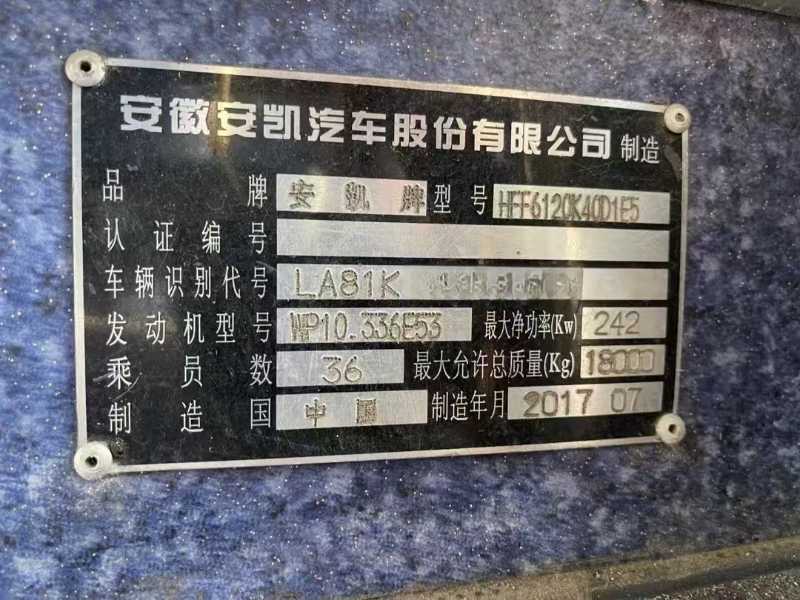 安徽安凯汽车股份有限公司 制造
品牌 安凯牌 型号 HFF6120K40D1E5
认证编号
车辆识别代号 LA81K
发动机型号 WP10.336E53 最大净功率(Kw) 242
乘员数 36 最大允许总质量(Kg) 18000
制造国 中国 制造年月 2017 07